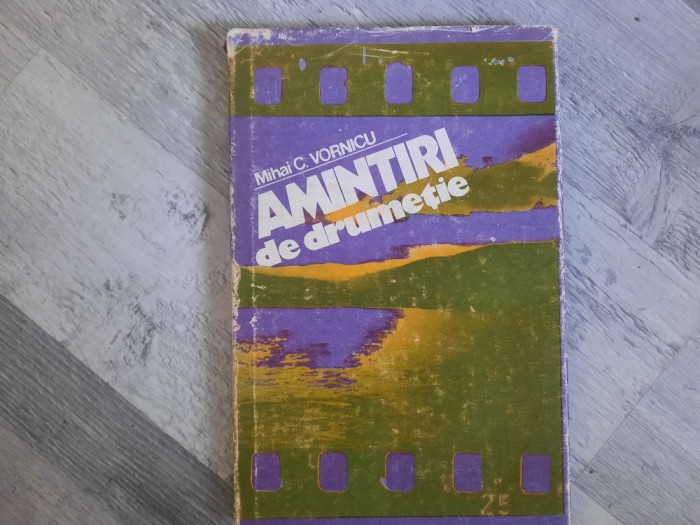 Mihai C. VORNICU
AMINTIRI
de drumeție
25